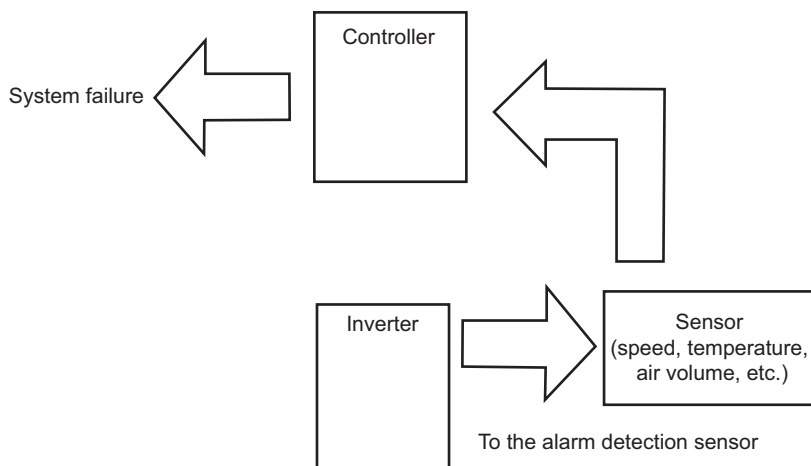 Controller
System failure
Inverter
Sensor
(speed, temperature,
air volume, etc.)
To the alarm detection sensor